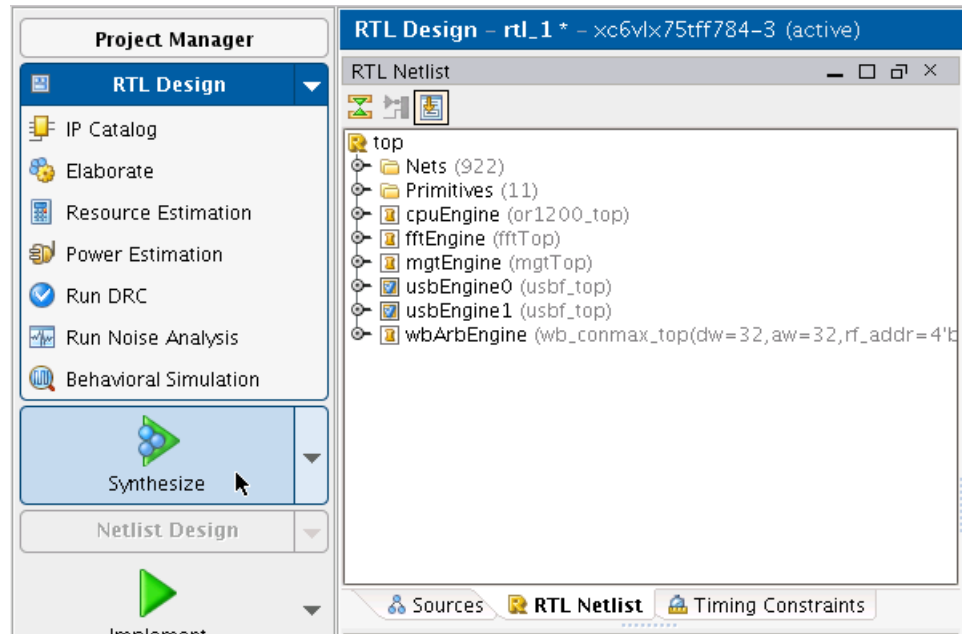 Project Manager
RTL Design
IP Catalog
Elaborate
Resource Estimation
Power Estimation
Run DRC
Run Noise Analysis
Behavioral Simulation
Synthesize
Netlist Design
Implement
RTL Design – rtl_1 * – xc6vlx75tff784-3 (active)
RTL Netlist
top
Nets (922)
Primitives (11)
cpuEngine (or1200_top)
fftEngine (fftTop)
mgtEngine (mgtTop)
usbEngine0 (usbf_top)
usbEngine1 (usbf_top)
wbArbEngine (wb_conmax_top(dw=32,aw=32,rf_addr=4'b
Sources RTL Netlist Timing Constraints